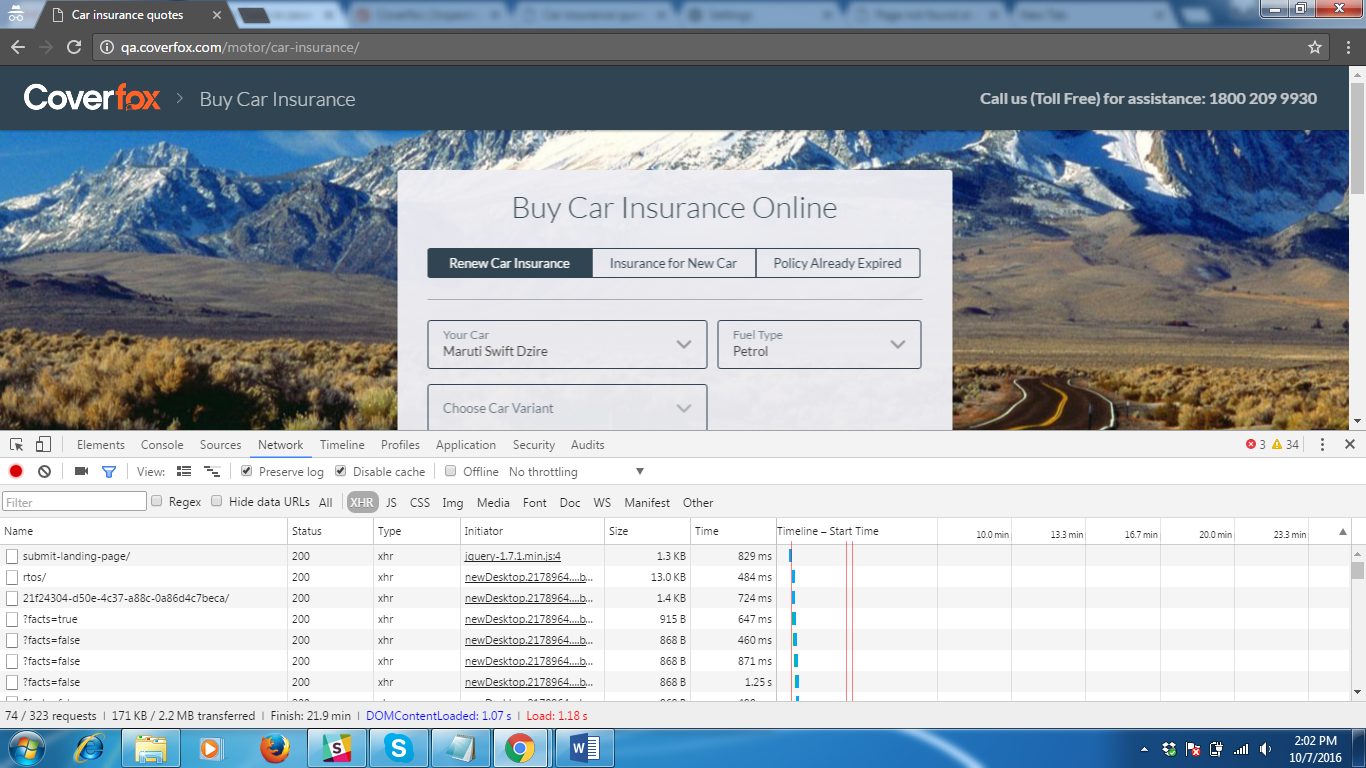 Car insurance quotes
New Tab
qa.coverfox.com/motor/car-insurance/
Coverfox > Buy Car Insurance
Call us (Toll Free) for assistance: 1800 209 9930
Buy Car Insurance Online
Renew Car Insurance Insurance for New Car Policy Already Expired
Your Car
Maruti Swift Dzire
Fuel Type
Petrol
Choose Car Variant
Elements Console Sources Network Timeline Profiles Application Security Audits 3 34
View: Preserve log Disable cache Offline No throttling
Filter Regex Hide data URLs All XHR JS CSS Img Media Font Doc WS Manifest Other
Name Status Type Initiator Size Time Timeline – Start Time 10.0 min 13.3 min 16.7 min 20.0 min 23.3 min
submit-landing-page/ 200 xhr jquery-1.7.1.min.js:4 1.3 KB 829 ms
rtos/ 200 xhr newDesktop.2178964....b... 13.0 KB 484 ms
21f24304-d50e-4c37-a88c-0a86d4c7beca/ 200 xhr newDesktop.2178964....b... 1.4 KB 724 ms
?facts=true 200 xhr newDesktop.2178964....b... 915 B 647 ms
?facts=false 200 xhr newDesktop.2178964....b... 868 B 460 ms
?facts=false 200 xhr newDesktop.2178964....b... 868 B 871 ms
?facts=false 200 xhr newDesktop.2178964....b... 868 B 1.25 s
74 / 323 requests | 171 KB / 2.2 MB transferred | Finish: 21.9 min | DOMContentLoaded: 1.07 s | Load: 1.18 s
2:02 PM
10/7/2016